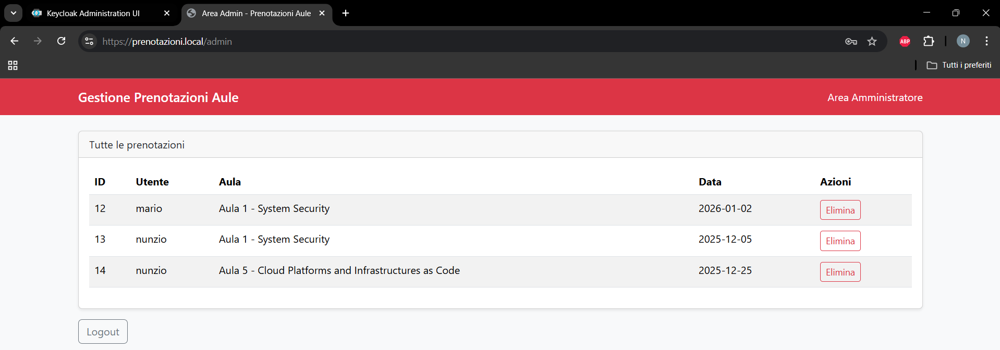 Keycloak Administration UI
Area Admin - Prenotazioni Aule
https://prenotazioni.local/admin
ABP
N
Tutti i preferiti
Gestione Prenotazioni Aule
Area Amministratore
Tutte le prenotazioni
ID Utente Aula Data Azioni
12 mario Aula 1 - System Security 2026-01-02 Elimina
13 nunzio Aula 1 - System Security 2025-12-05 Elimina
14 nunzio Aula 5 - Cloud Platforms and Infrastructures as Code 2025-12-25 Elimina
Logout